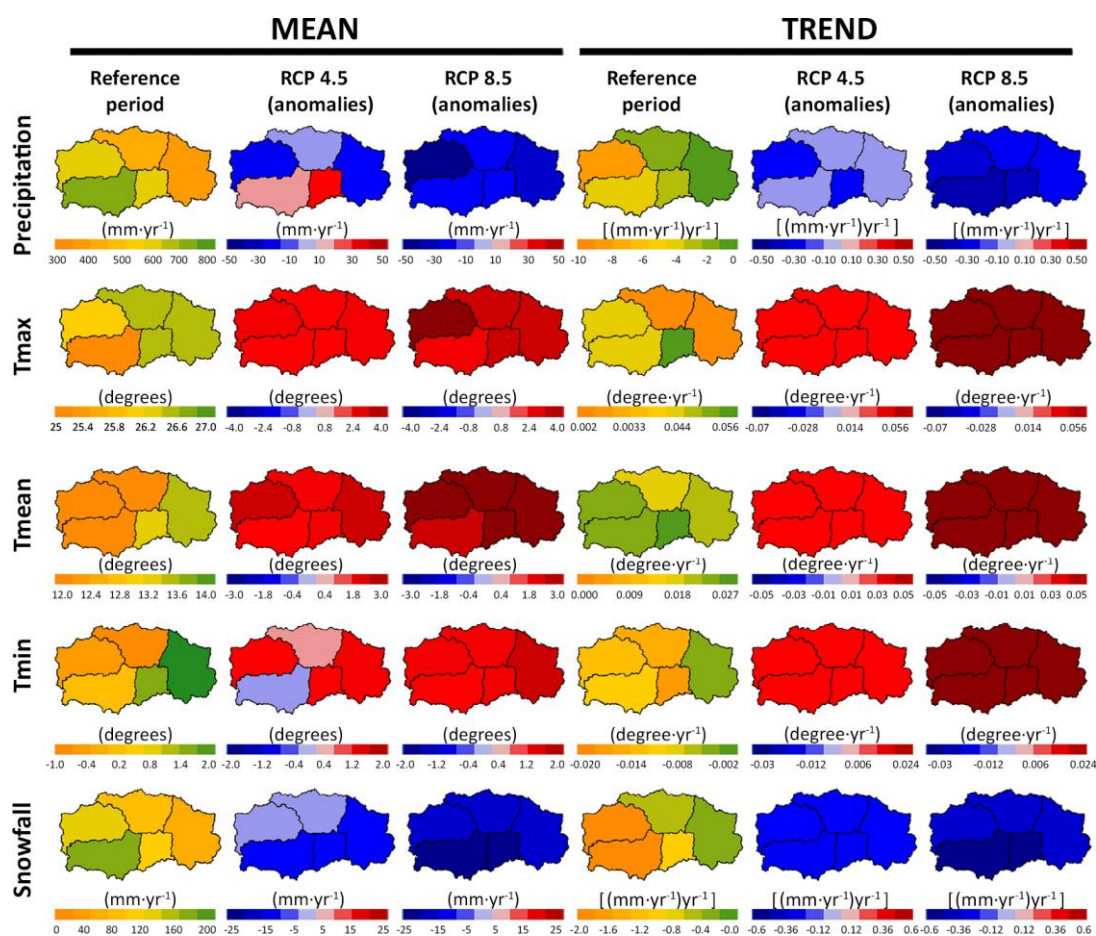 MEAN TREND
Reference period RCP 4.5 (anomalies) RCP 8.5 (anomalies) Reference period RCP 4.5 (anomalies) RCP 8.5 (anomalies)
Precipitation
(mm·yr⁻¹) (mm·yr⁻¹) (mm·yr⁻¹) [(mm·yr⁻¹)yr⁻¹] [(mm·yr⁻¹)yr⁻¹] [(mm·yr⁻¹)yr⁻¹]
300 400 500 600 700 800 -50 -30 -10 10 30 50 -50 -30 -10 10 30 50 -10 -8 -6 -4 -2 0 -0.50 -0.30 -0.10 0.10 0.30 0.50 -0.50 -0.30 -0.10 0.10 0.30 0.50
Tmax
(degrees) (degrees) (degrees) (degree·yr⁻¹) (degree·yr⁻¹) (degree·yr⁻¹)
25 25.4 25.8 26.2 26.6 27.0 -4.0 -2.4 -0.8 0.8 2.4 4.0 -4.0 -2.4 -0.8 0.8 2.4 4.0 0.002 0.0033 0.044 0.056 -0.07 -0.028 0.014 0.056 -0.07 -0.028 0.014 0.056
Tmean
(degrees) (degrees) (degrees) (degree·yr⁻¹) (degree·yr⁻¹) (degree·yr⁻¹)
12.0 12.4 12.8 13.2 13.6 14.0 -3.0 -1.8 -0.4 0.4 1.8 3.0 -3.0 -1.8 -0.4 0.4 1.8 3.0 0.000 0.009 0.018 0.027 -0.05 -0.03 -0.01 0.01 0.03 0.05 -0.05 -0.03 -0.01 0.01 0.03 0.05
Tmin
(degrees) (degrees) (degrees) (degree·yr⁻¹) (degree·yr⁻¹) (degree·yr⁻¹)
-1.0 -0.4 0.2 0.8 1.4 2.0 -2.0 -1.2 -0.4 0.4 1.2 2.0 -2.0 -1.2 -0.4 0.4 1.2 2.0 -0.020 -0.014 -0.008 -0.002 -0.03 -0.012 0.006 0.024 -0.03 -0.012 0.006 0.024
Snowfall
(mm·yr⁻¹) (mm·yr⁻¹) (mm·yr⁻¹) [(mm·yr⁻¹)yr⁻¹] [(mm·yr⁻¹)yr⁻¹] [(mm·yr⁻¹)yr⁻¹]
0 40 80 120 160 200 -25 -15 -5 5 15 25 -25 -15 -5 5 15 25 -2.0 -1.6 -1.2 -0.8 -0.4 -0.0 -0.6 -0.36 -0.12 0.12 0.36 0.6 -0.6 -0.36 -0.12 0.12 0.36 0.6